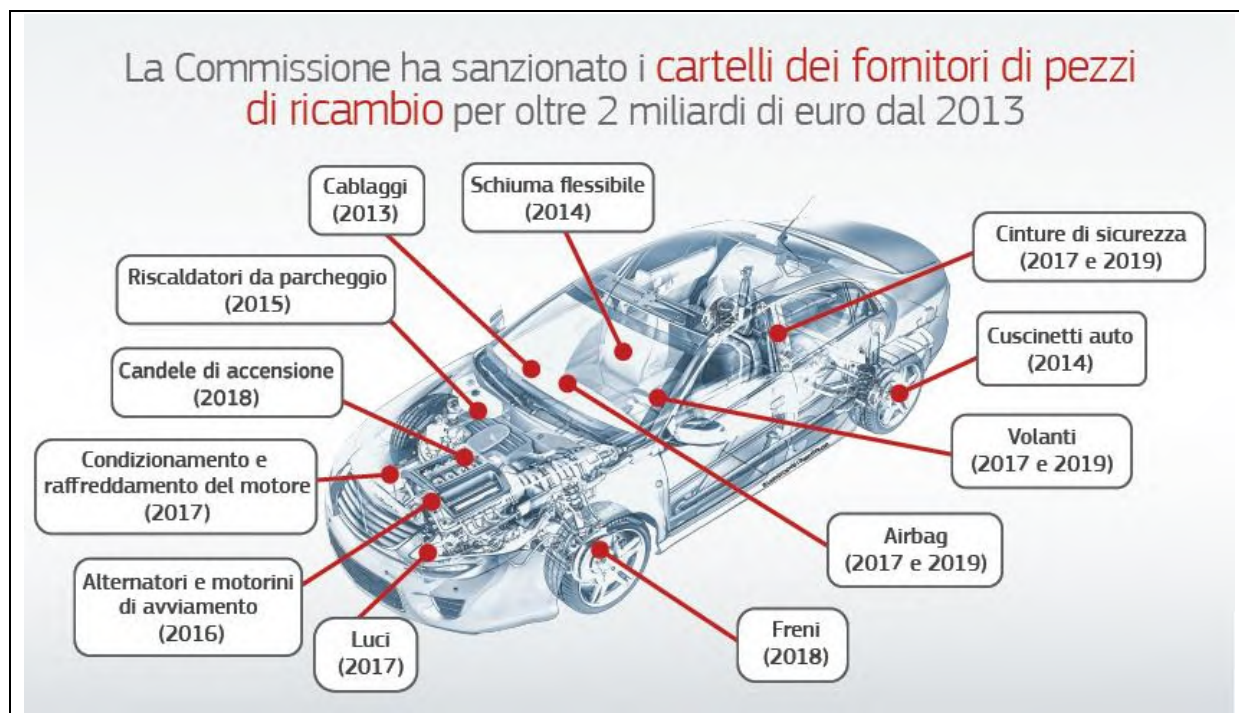 La Commissione ha sanzionato i cartelli dei fornitori di pezzi
di ricambio per oltre 2 miliardi di euro dal 2013
Cablaggi
(2013)
Schiuma flessibile
(2014)
Cinture di sicurezza
(2017 e 2019)
Riscaldatori da parcheggio
(2015)
Cuscinetti auto
(2014)
Candele di accensione
(2018)
Volanti
(2017 e 2019)
Condizionamento e
raffreddamento del motore
(2017)
Airbag
(2017 e 2019)
Alternatori e motorini
di avviamento
(2016)
Luci
(2017)
Freni
(2018)